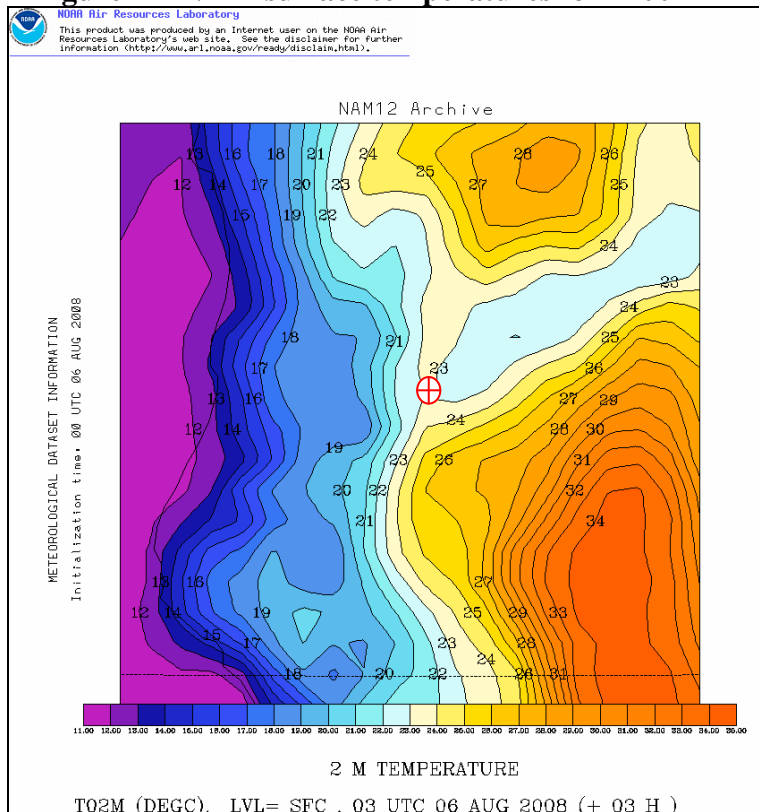 NOAA
NOAA Air Resources Laboratory
This product was produced by an Internet user on the NOAA Air
Resources Laboratory's web site. See the disclaimer for further
information (http://www.arl.noaa.gov/ready/disclaim.html).
NAM12 Archive
METEOROLOGICAL DATASET INFORMATION
Initialization time: 00 UTC 06 AUG 2008
13 16 18 21 24 28 26
25
12 14 17 20 23 27 25
15 19 22
24
23
24
18 21 25
17 23 26
13 16 27 29
24
12 14 28 30
19 23 26 31
20 22 32
21 34
13 16 27
12 14 19 25 29 33
15 17 23 28
24
18 20 22 26 31
11.00 12.00 13.00 14.00 15.00 16.00 17.00 18.00 19.00 20.00 21.00 22.00 23.00 24.00 25.00 26.00 27.00 28.00 29.00 30.00 31.00 32.00 33.00 34.00 35.00
2 M TEMPERATURE
T02M (DEGC). LVL= SFC , 03 UTC 06 AUG 2008 (+ 03 H )